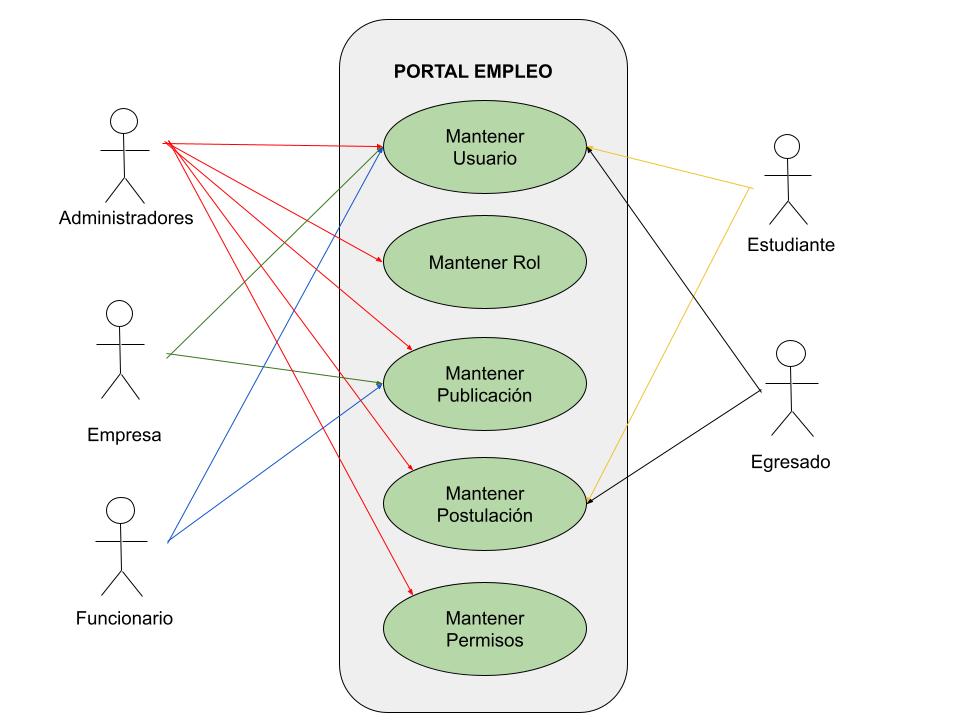 PORTAL EMPLEO
Mantener
Usuario
Administradores
Estudiante
Mantener Rol
Mantener
Publicación
Empresa
Egresado
Mantener
Postulación
Funcionario
Mantener
Permisos